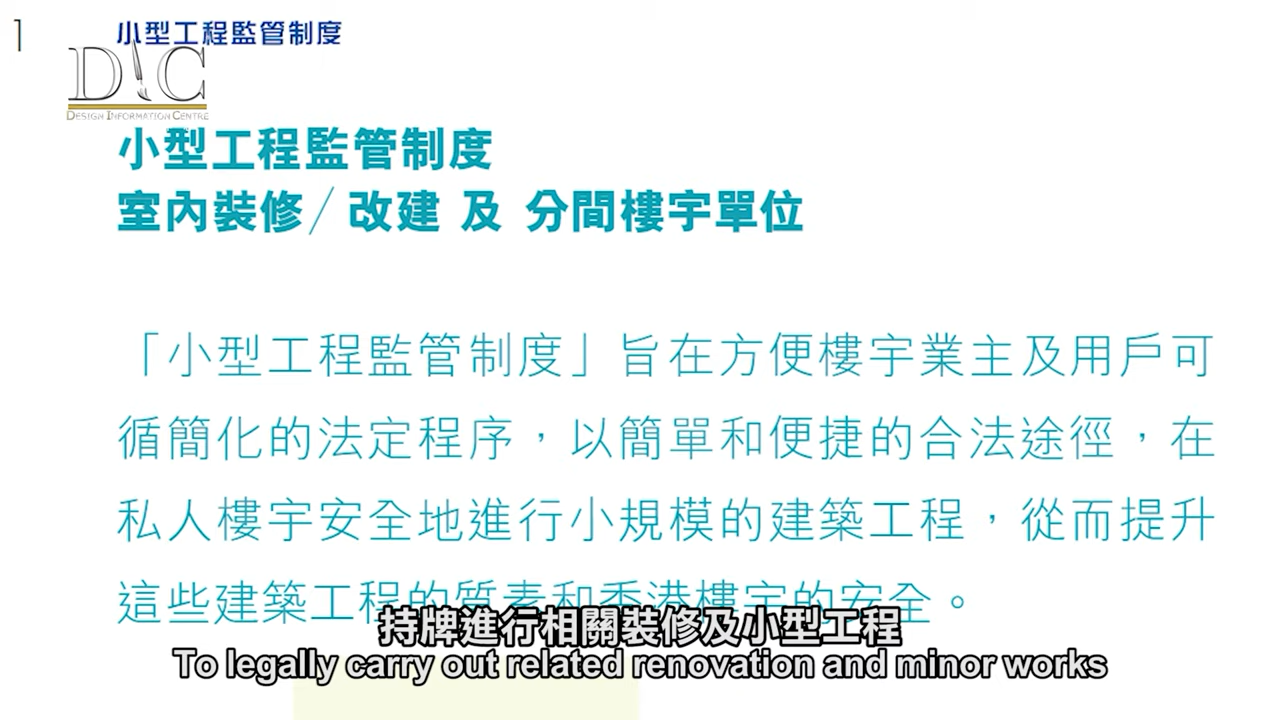 1
小型工程監管制度
DIC
DESIGN INFORMATION CENTRE
小型工程監管制度
室內裝修/改建 及 分間樓宇單位
「小型工程監管制度」旨在方便樓宇業主及用戶可
循簡化的法定程序，以簡單和便捷的合法途徑，在
私人樓宇安全地進行小規模的建築工程，從而提升
這些建築工程的質素和香港樓宇的安全。
持牌進行相關裝修及小型工程
To legally carry out related renovation and minor works